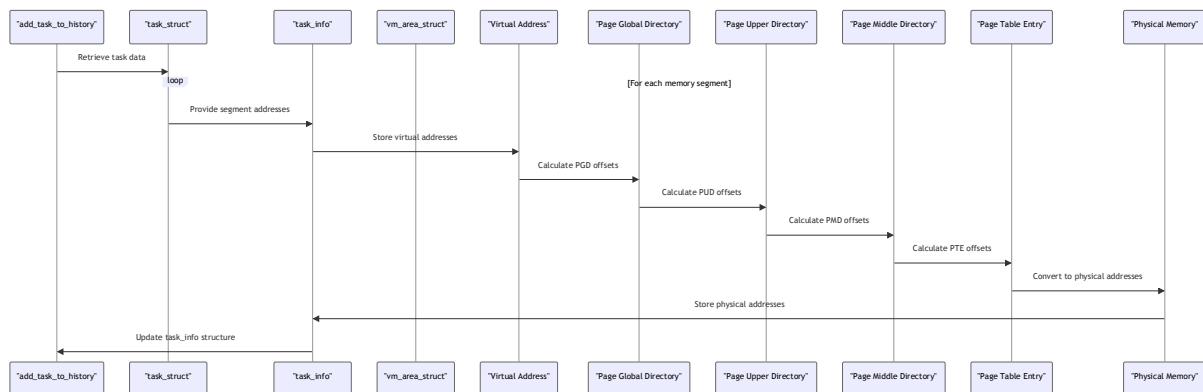 "add_task_to_history"
"task_struct"
"task_info"
"vm_area_struct"
"Virtual Address"
"Page Global Directory"
"Page Upper Directory"
"Page Middle Directory"
"Page Table Entry"
"Physical Memory"
Retrieve task data
loop
[For each memory segment]
Provide segment addresses
Store virtual addresses
Calculate PGD offsets
Calculate PUD offsets
Calculate PMD offsets
Calculate PTE offsets
Convert to physical addresses
Store physical addresses
Update task_info structure
"add_task_to_history"
"task_struct"
"task_info"
"vm_area_struct"
"Virtual Address"
"Page Global Directory"
"Page Upper Directory"
"Page Middle Directory"
"Page Table Entry"
"Physical Memory"